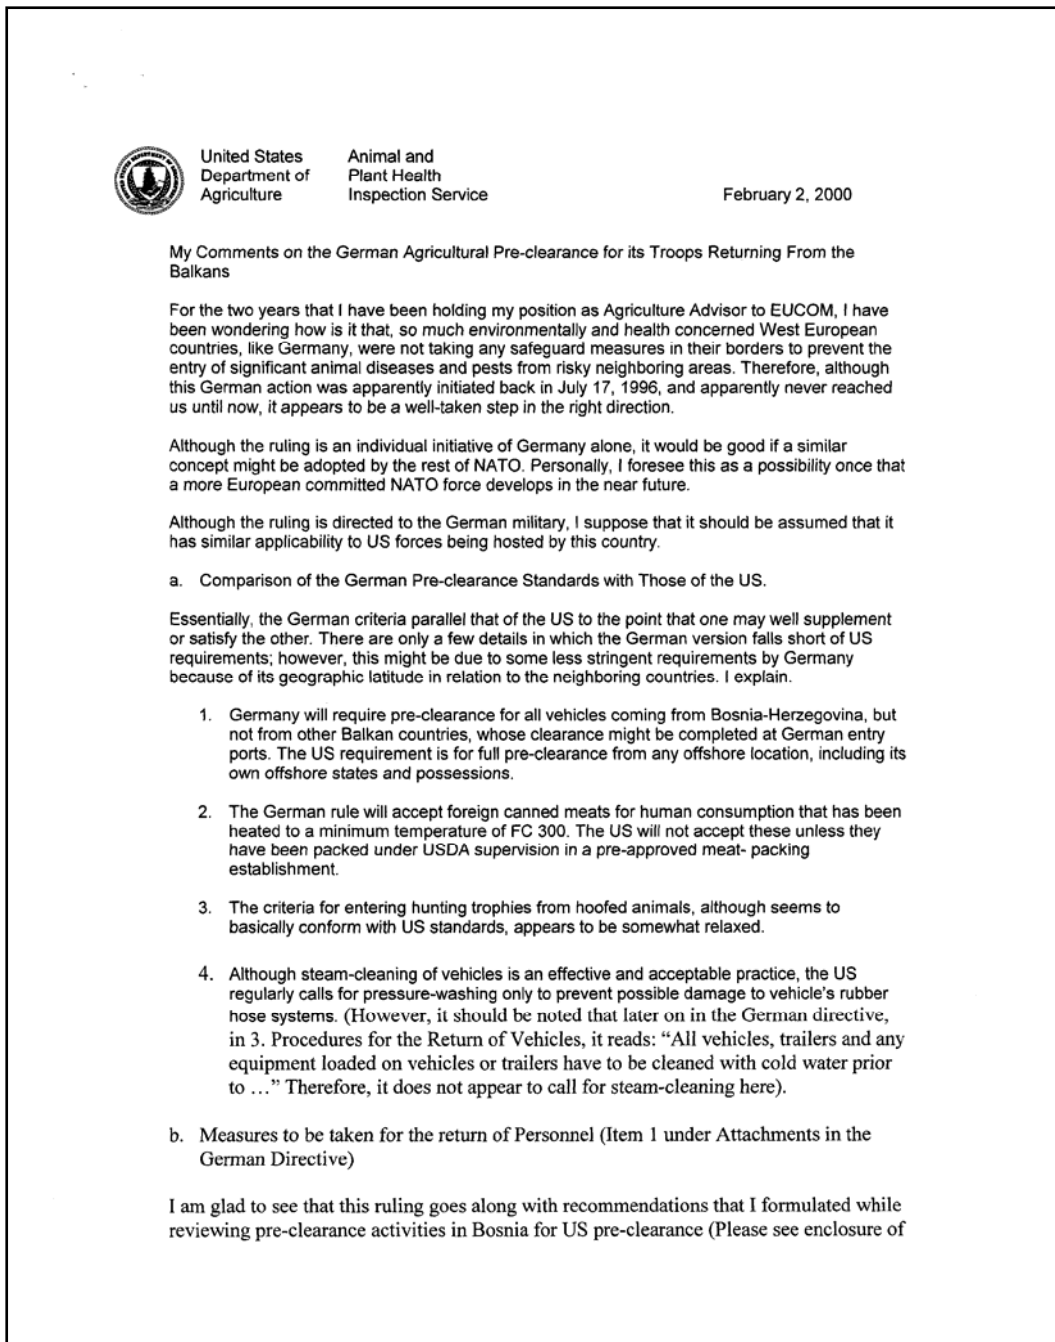 United States Animal and
Department of Plant Health
Agriculture Inspection Service February 2, 2000
My Comments on the German Agricultural Pre-clearance for its Troops Returning From the
Balkans
For the two years that I have been holding my position as Agriculture Advisor to EUCOM, I have
been wondering how is it that, so much environmentally and health concerned West European
countries, like Germany, were not taking any safeguard measures in their borders to prevent the
entry of significant animal diseases and pests from risky neighboring areas. Therefore, although
this German action was apparently initiated back in July 17, 1996, and apparently never reached
us until now, it appears to be a well-taken step in the right direction.
Although the ruling is an individual initiative of Germany alone, it would be good if a similar
concept might be adopted by the rest of NATO. Personally, I foresee this as a possibility once that
a more European committed NATO force develops in the near future.
Although the ruling is directed to the German military, I suppose that it should be assumed that it
has similar applicability to US forces being hosted by this country.
a. Comparison of the German Pre-clearance Standards with Those of the US.
Essentially, the German criteria parallel that of the US to the point that one may well supplement
or satisfy the other. There are only a few details in which the German version falls short of US
requirements; however, this might be due to some less stringent requirements by Germany
because of its geographic latitude in relation to the neighboring countries. I explain.
1. Germany will require pre-clearance for all vehicles coming from Bosnia-Herzegovina, but
not from other Balkan countries, whose clearance might be completed at German entry
ports. The US requirement is for full pre-clearance from any offshore location, including its
own offshore states and possessions.
2. The German rule will accept foreign canned meats for human consumption that has been
heated to a minimum temperature of FC 300. The US will not accept these unless they
have been packed under USDA supervision in a pre-approved meat- packing
establishment.
3. The criteria for entering hunting trophies from hoofed animals, although seems to
basically conform with US standards, appears to be somewhat relaxed.
4. Although steam-cleaning of vehicles is an effective and acceptable practice, the US
regularly calls for pressure-washing only to prevent possible damage to vehicle's rubber
hose systems. (However, it should be noted that later on in the German directive,
in 3. Procedures for the Return of Vehicles, it reads: “All vehicles, trailers and any
equipment loaded on vehicles or trailers have to be cleaned with cold water prior
to …” Therefore, it does not appear to call for steam-cleaning here).
b. Measures to be taken for the return of Personnel (Item 1 under Attachments in the
German Directive)
I am glad to see that this ruling goes along with recommendations that I formulated while
reviewing pre-clearance activities in Bosnia for US pre-clearance (Please see enclosure of